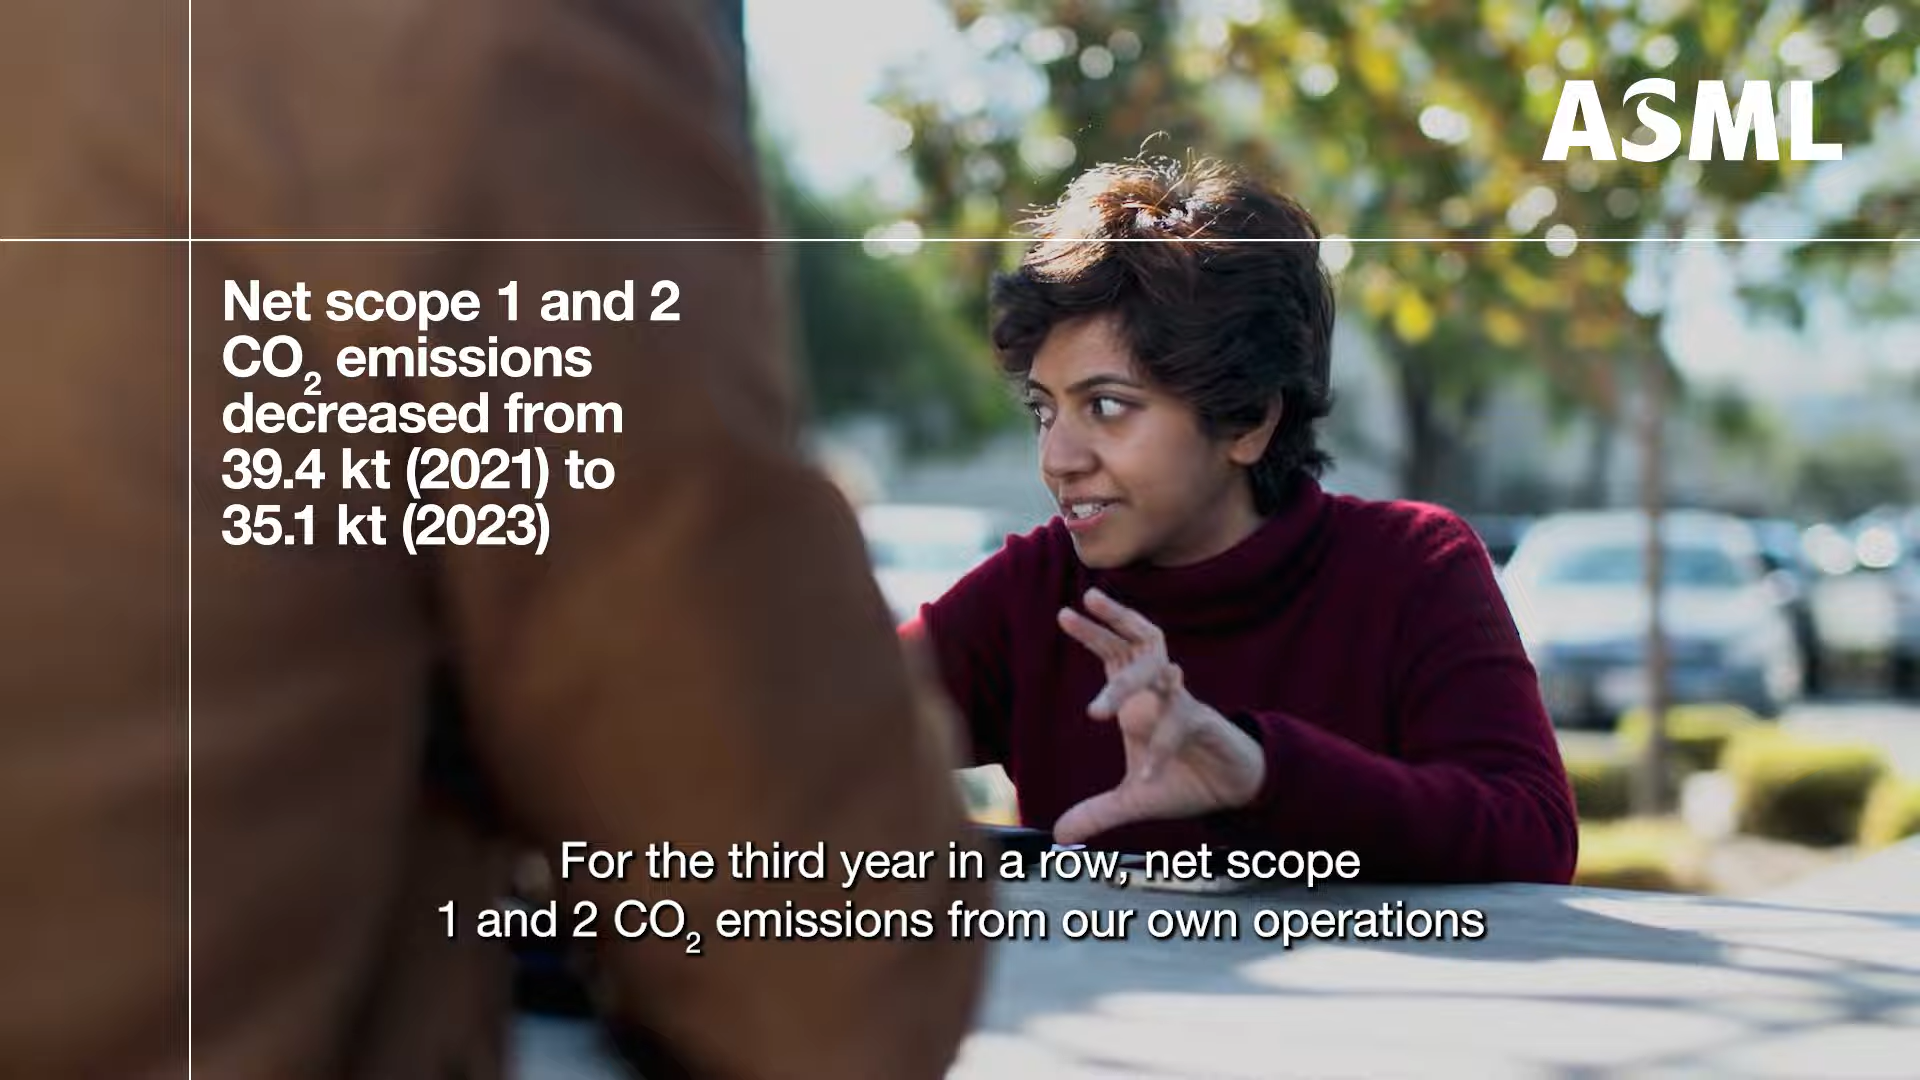 ASML
Net scope 1 and 2
CO₂ emissions
decreased from
39.4 kt (2021) to
35.1 kt (2023)
For the third year in a row, net scope
1 and 2 CO₂ emissions from our own operations